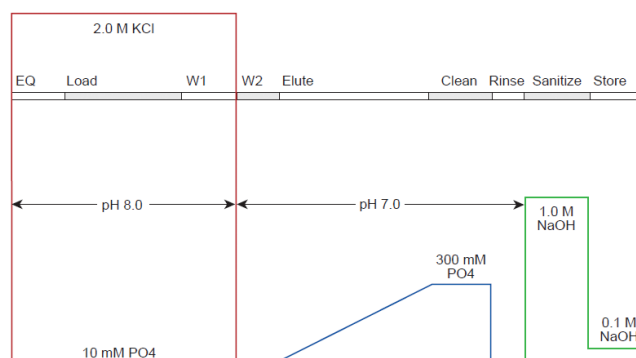 2.0 M KCl
EQ Load W1 W2 Elute Clean Rinse Sanitize Store
pH 8.0 pH 7.0
1.0 M
NaOH
300 mM
PO4
0.1 M
NaOH
10 mM PO4